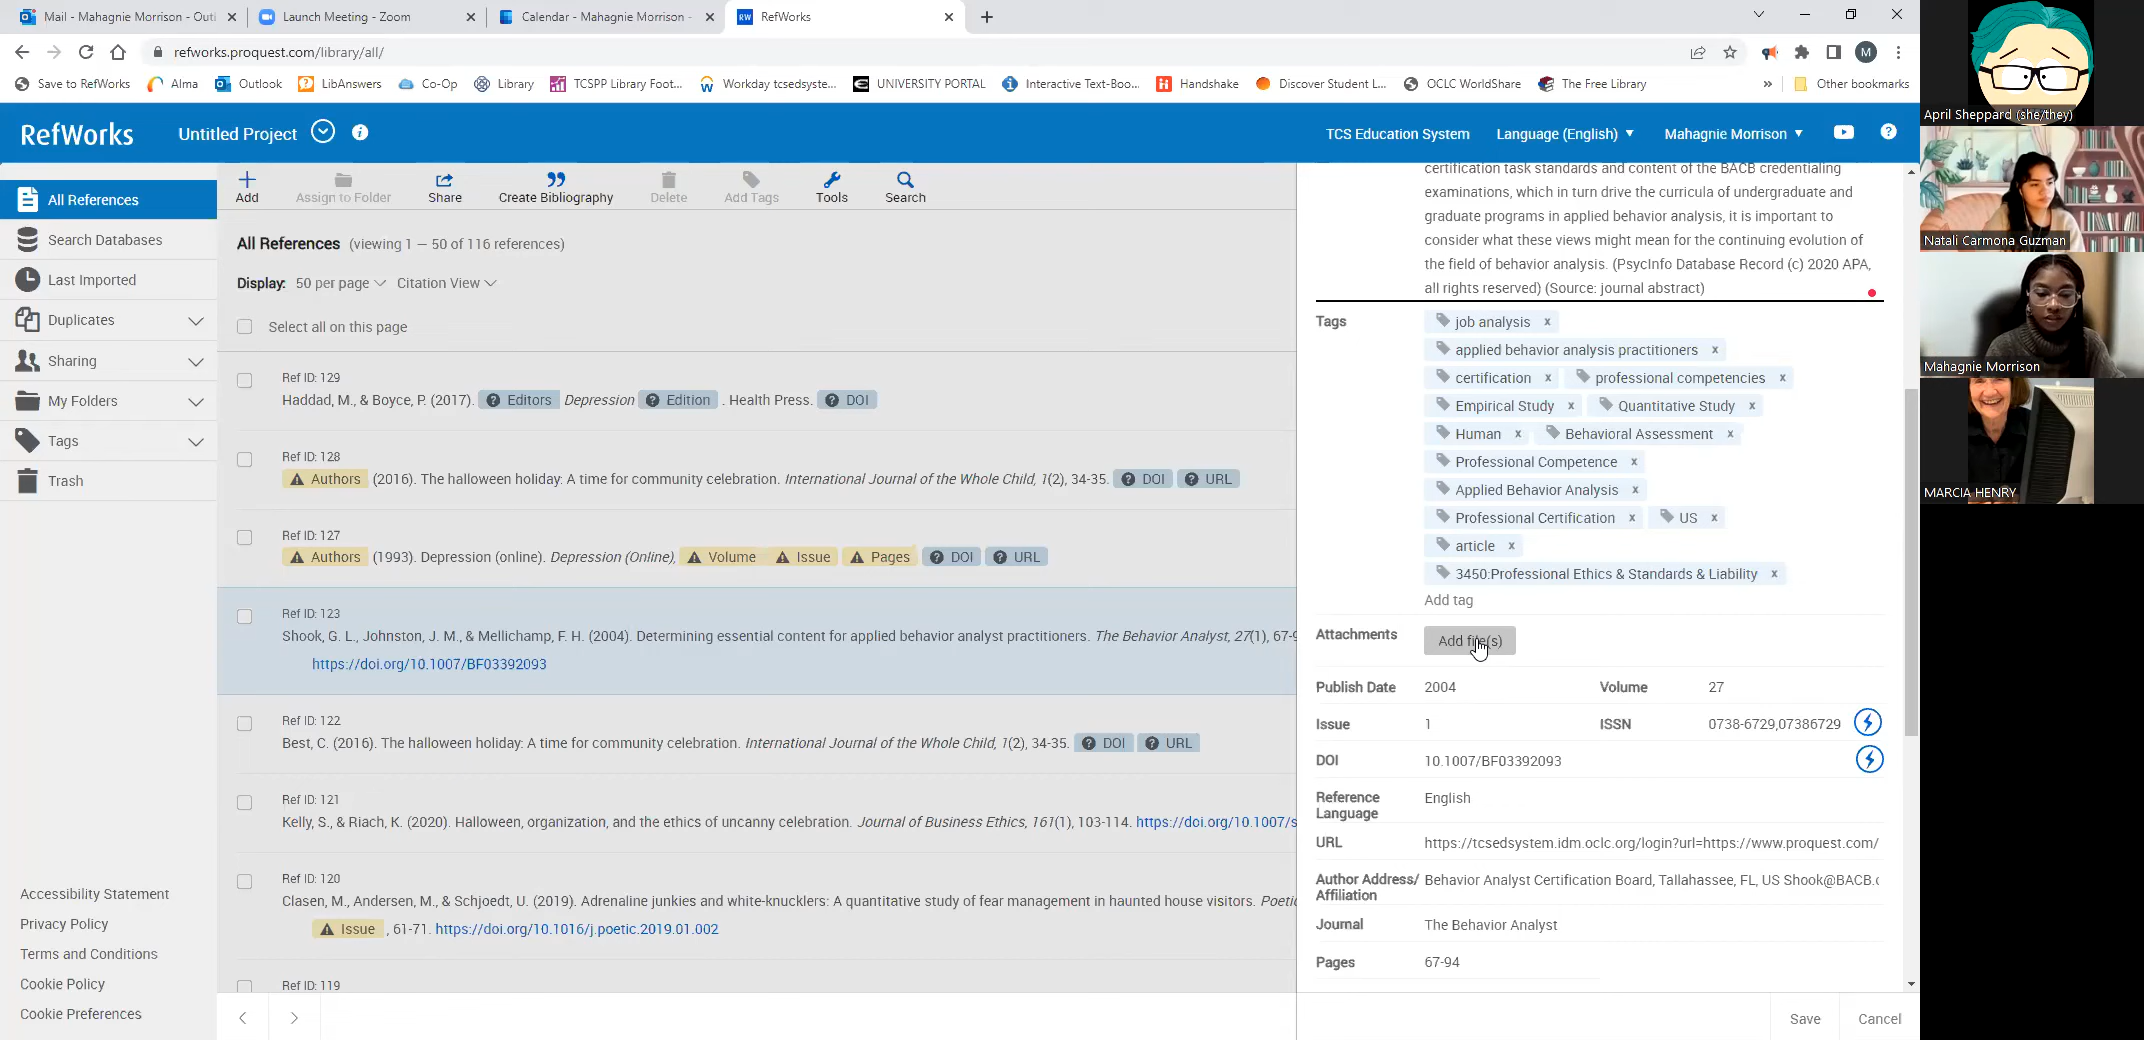 Mail - Mahagnie Morrison - Outl
Launch Meeting - Zoom
Calendar - Mahagnie Morrison -
RW RefWorks
refworks.proquest.com/library/all/
M
Save to RefWorks
Alma
Outlook
LibAnswers
Co-Op
Library
TCSPP Library Foot...
Workday tcsedsyste...
UNIVERSITY PORTAL
Interactive Text-Boo...
Handshake
Discover Student L...
OCLC WorldShare
The Free Library
Other bookmarks
RefWorks
Untitled Project
TCS Education System
Language (English)
Mahagnie Morrison
All References
Search Databases
Last Imported
Duplicates
Sharing
My Folders
Tags
Trash
Accessibility Statement
Privacy Policy
Terms and Conditions
Cookie Policy
Cookie Preferences
Add
Assign to Folder
Share
Create Bibliography
Delete
Add Tags
Tools
Search
All References (viewing 1 — 50 of 116 references)
Display: 50 per page Citation View
Select all on this page
Ref ID: 129
Haddad, M., & Boyce, P. (2017). Editors Depression Edition . Health Press. DOI
Ref ID: 128
Authors (2016). The halloween holiday: A time for community celebration. International Journal of the Whole Child, 1(2), 34-35. DOI URL
Ref ID: 127
Authors (1993). Depression (online). Depression (Online), Volume Issue Pages DOI URL
Ref ID: 123
Shook, G. L., Johnston, J. M., & Mellichamp, F. H. (2004). Determining essential content for applied behavior analyst practitioners. The Behavior Analyst, 27(1), 67-9
https://doi.org/10.1007/BF03392093
Ref ID: 122
Best, C. (2016). The halloween holiday: A time for community celebration. International Journal of the Whole Child, 1(2), 34-35. DOI URL
Ref ID: 121
Kelly, S., & Riach, K. (2020). Halloween, organization, and the ethics of uncanny celebration. Journal of Business Ethics, 161(1), 103-114. https://doi.org/10.1007/s
Ref ID: 120
Clasen, M., Andersen, M., & Schjoedt, U. (2019). Adrenaline junkies and white-knucklers: A quantitative study of fear management in haunted house visitors. Poetic
Issue , 61-71. https://doi.org/10.1016/j.poetic.2019.01.002
Ref ID: 119
certification task standards and content of the BACB credentialing
examinations, which in turn drive the curricula of undergraduate and
graduate programs in applied behavior analysis, it is important to
consider what these views might mean for the continuing evolution of
the field of behavior analysis. (PsycInfo Database Record (c) 2020 APA,
all rights reserved) (Source: journal abstract)
Tags
job analysis x
applied behavior analysis practitioners x
certification x professional competencies x
Empirical Study x Quantitative Study x
Human x Behavioral Assessment x
Professional Competence x
Applied Behavior Analysis x
Professional Certification x US x
article x
3450:Professional Ethics & Standards & Liability x
Add tag
Attachments Add file(s)
Publish Date 2004 Volume 27
Issue 1 ISSN 0738-6729,07386729
DOI 10.1007/BF03392093
Reference Language English
URL https://tcsedsystem.idm.oclc.org/login?url=https://www.proquest.com/
Author Address/ Affiliation Behavior Analyst Certification Board, Tallahassee, FL, US Shook@BACB.c
Journal The Behavior Analyst
Pages 67-94
Save Cancel
April Sheppard (she/they)
Natali Carmona Guzman
Mahagnie Morrison
MARCIA HENRY